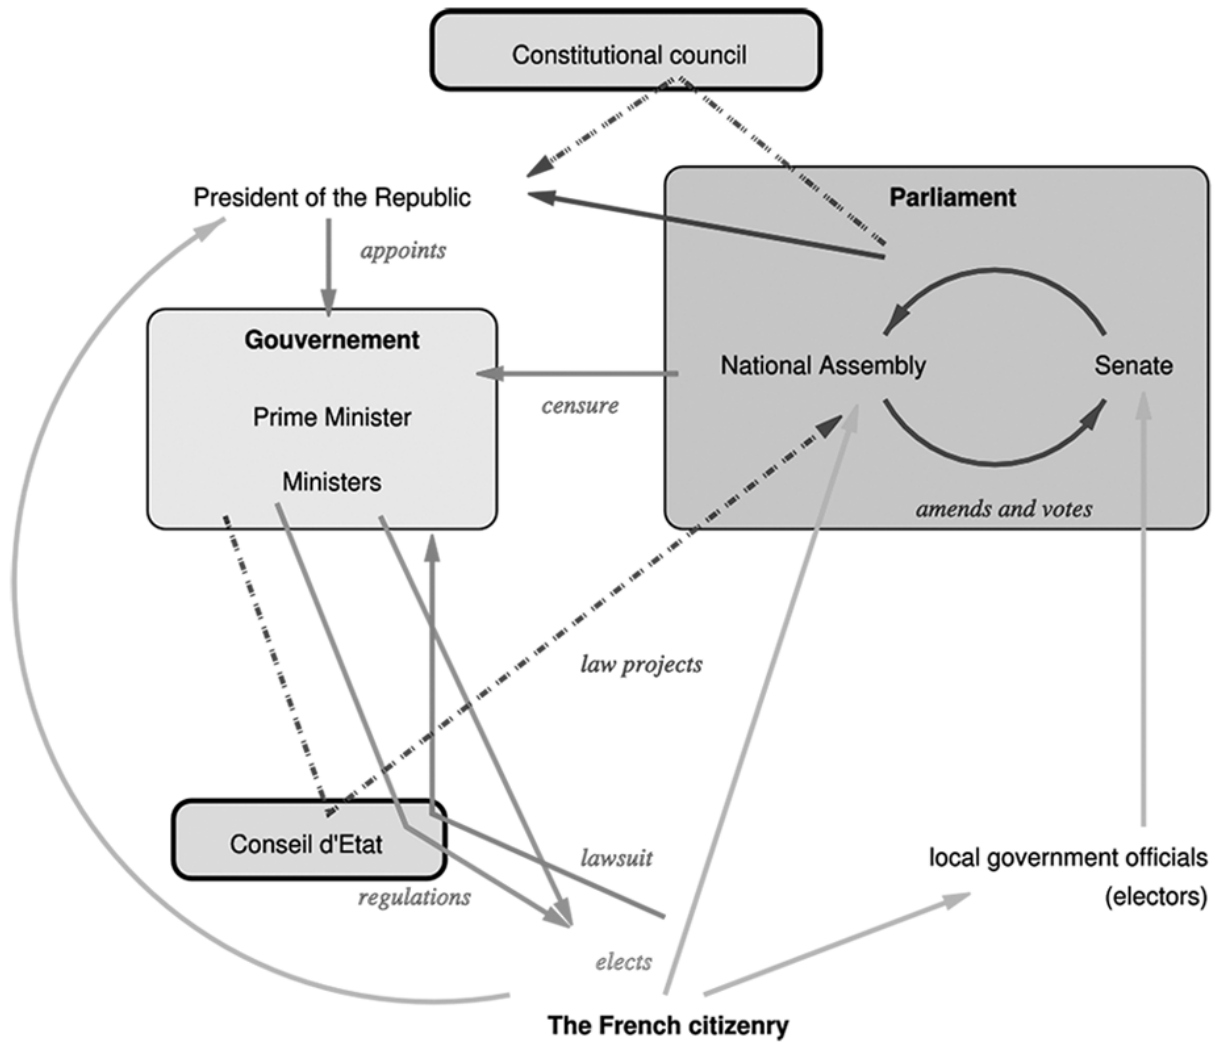 Constitutional council
President of the Republic
Parliament
appoints
Gouvernement
National Assembly
Senate
censure
Prime Minister
Ministers
amends and votes
law projects
Conseil d'Etat
lawsuit
local government officials
(electors)
regulations
elects
The French citizenry